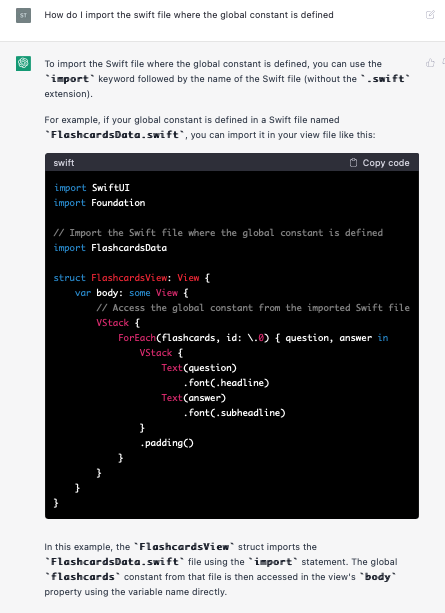 ST
How do I import the swift file where the global constant is defined
To import the Swift file where the global constant is defined, you can use the
`import` keyword followed by the name of the Swift file (without the `.swift`
extension).
For example, if your global constant is defined in a Swift file named
`FlashcardsData.swift`, you can import it in your view file like this:
swift
Copy code
import SwiftUI
import Foundation
// Import the Swift file where the global constant is defined
import FlashcardsData
struct FlashcardsView: View {
var body: some View {
// Access the global constant from the imported Swift file
VStack {
ForEach(flashcards, id: \.0) { question, answer in
VStack {
Text(question)
.font(.headline)
Text(answer)
.font(.subheadline)
}
.padding()
}
}
}
}
In this example, the `FlashcardsView` struct imports the
`FlashcardsData.swift` file using the `import` statement. The global
`flashcards` constant from that file is then accessed in the view's `body`
property using the variable name directly.